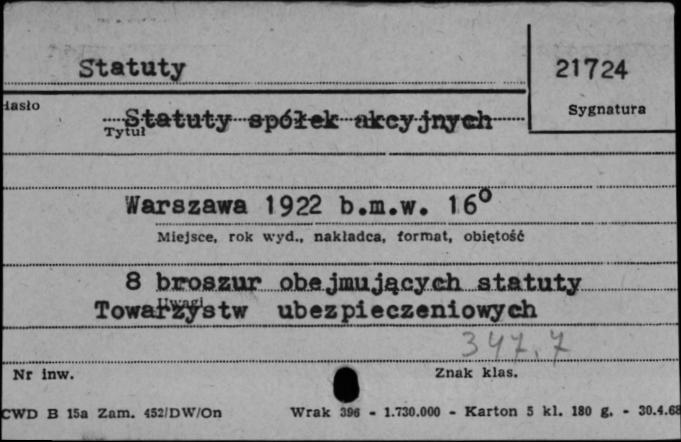 Statuty
21724
Hasło
Sygnatura
Statuty spółek akcyjnych
Tytuł
Warszawa 1922 b.m.w. 16°
Miejsce, rok wyd., nakładca, format, objętość
8 broszur obejmujących statuty
Uwagi
Towarzystw ubezpieczeniowych
347.7
Nr inw.
Znak klas.
CWD B 15a Zam. 452/DW/On
Wrak 396 - 1.730.000 - Karton 5 kl. 180 g. - 30.4.68